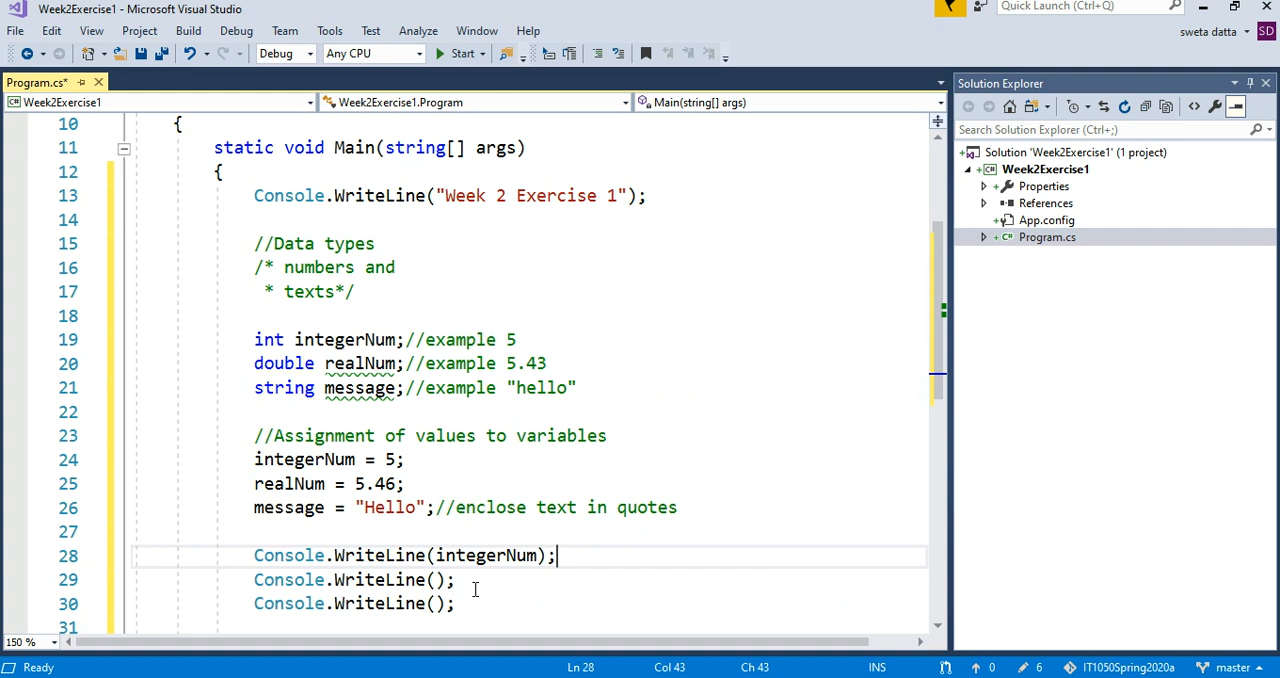 Week2Exercise1 - Microsoft Visual Studio
Quick Launch (Ctrl+Q)
File Edit View Project Build Debug Team Tools Test Analyze Window Help
sweta datta SD
Debug Any CPU Start
Program.cs*
Week2Exercise1 Week2Exercise1.Program Main(string[] args)
10 {
11 static void Main(string[] args)
12 {
13 Console.WriteLine("Week 2 Exercise 1");
14
15 //Data types
16 /* numbers and
17 * texts*/
18
19 int integerNum;//example 5
20 double realNum;//example 5.43
21 string message;//example "hello"
22
23 //Assignment of values to variables
24 integerNum = 5;
25 realNum = 5.46;
26 message = "Hello";//enclose text in quotes
27
28 Console.WriteLine(integerNum);
29 Console.WriteLine();
30 Console.WriteLine();
31
150 %
Solution Explorer
Search Solution Explorer (Ctrl+;)
Solution 'Week2Exercise1' (1 project)
C# Week2Exercise1
Properties
References
App.config
C# Program.cs
Ready Ln 28 Col 43 Ch 43 INS 0 6 IT1050Spring2020a master